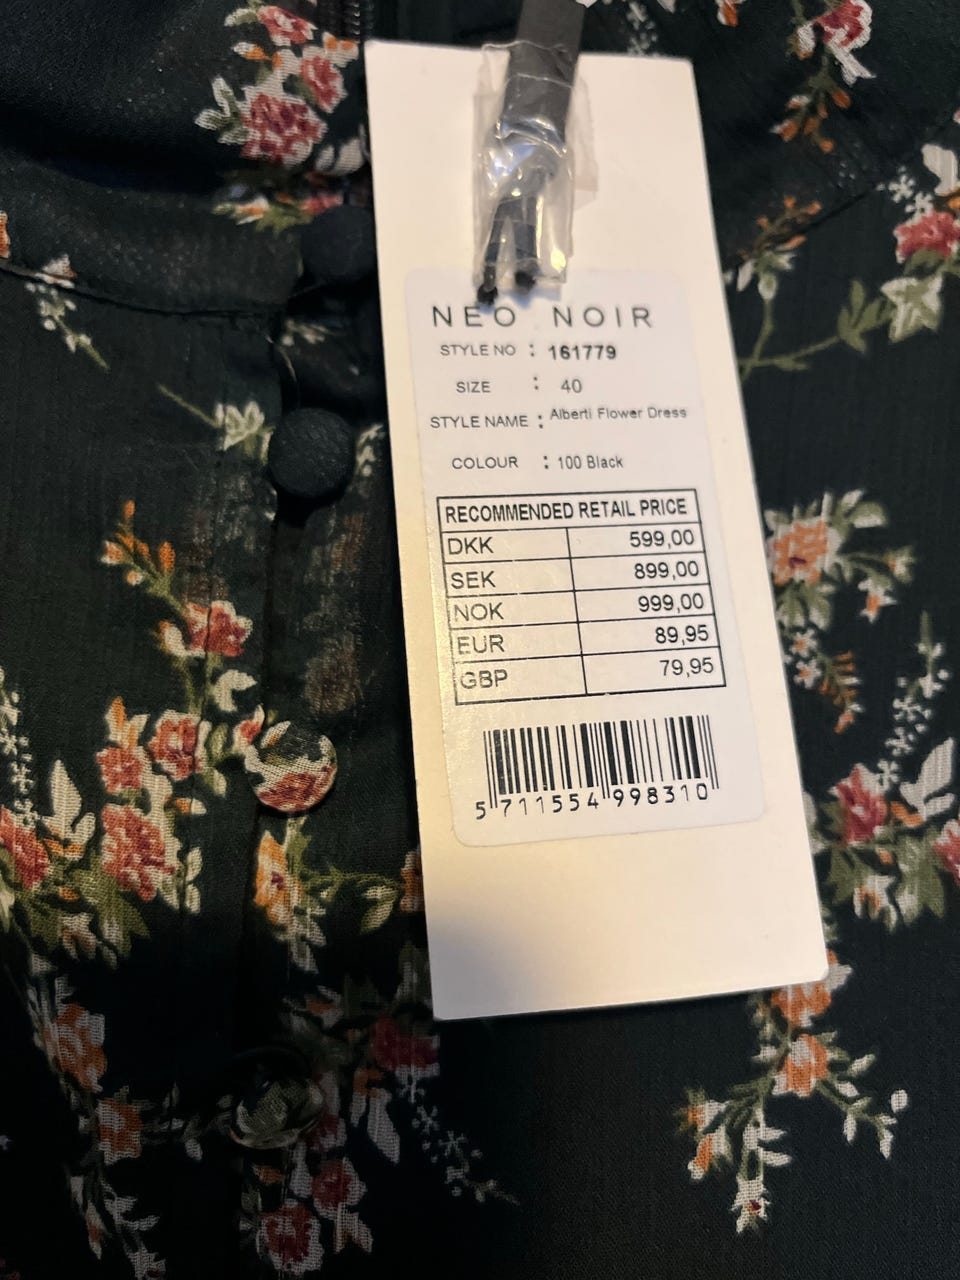 NEO NOIR
STYLE NO : 161779
SIZE : 40
STYLE NAME : Alberti Flower Dress
COLOUR : 100 Black
RECOMMENDED RETAIL PRICE
DKK 599,00
SEK 899,00
NOK 999,00
EUR 89,95
GBP 79,95
5 711554 998310